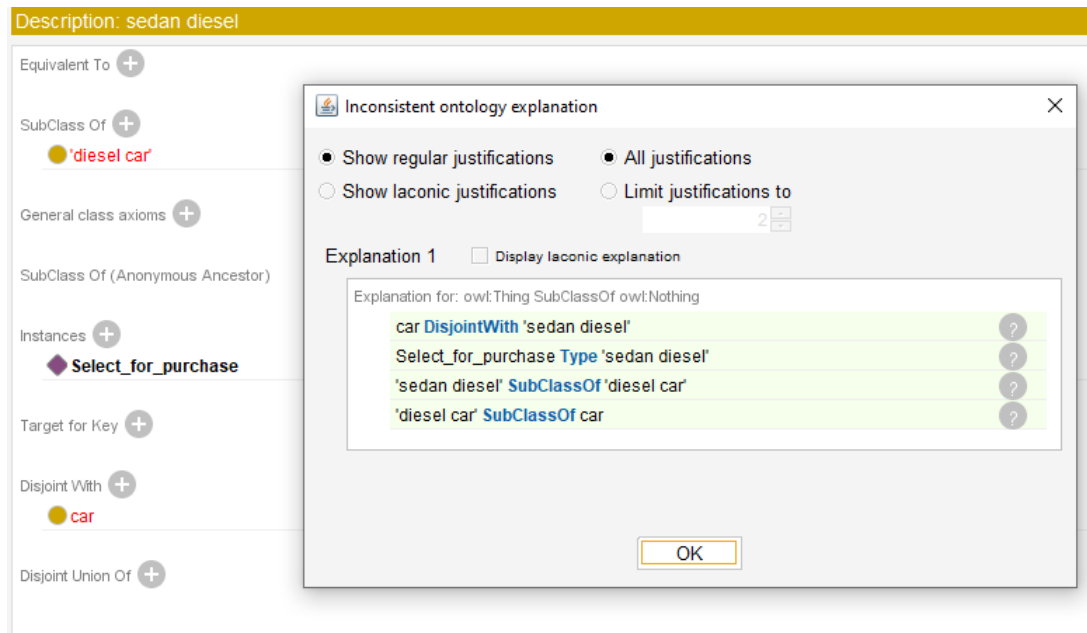 Description: sedan diesel
Equivalent To
SubClass Of
'diesel car'
General class axioms
SubClass Of (Anonymous Ancestor)
Instances
Select_for_purchase
Target for Key
Disjoint With
car
Disjoint Union Of
Inconsistent ontology explanation
Show regular justifications
All justifications
Show laconic justifications
Limit justifications to
2
Explanation 1
Display laconic explanation
Explanation for: owl:Thing SubClassOf owl:Nothing
car DisjointWith 'sedan diesel'
?
Select_for_purchase Type 'sedan diesel'
?
'sedan diesel' SubClassOf 'diesel car'
?
'diesel car' SubClassOf car
?
OK